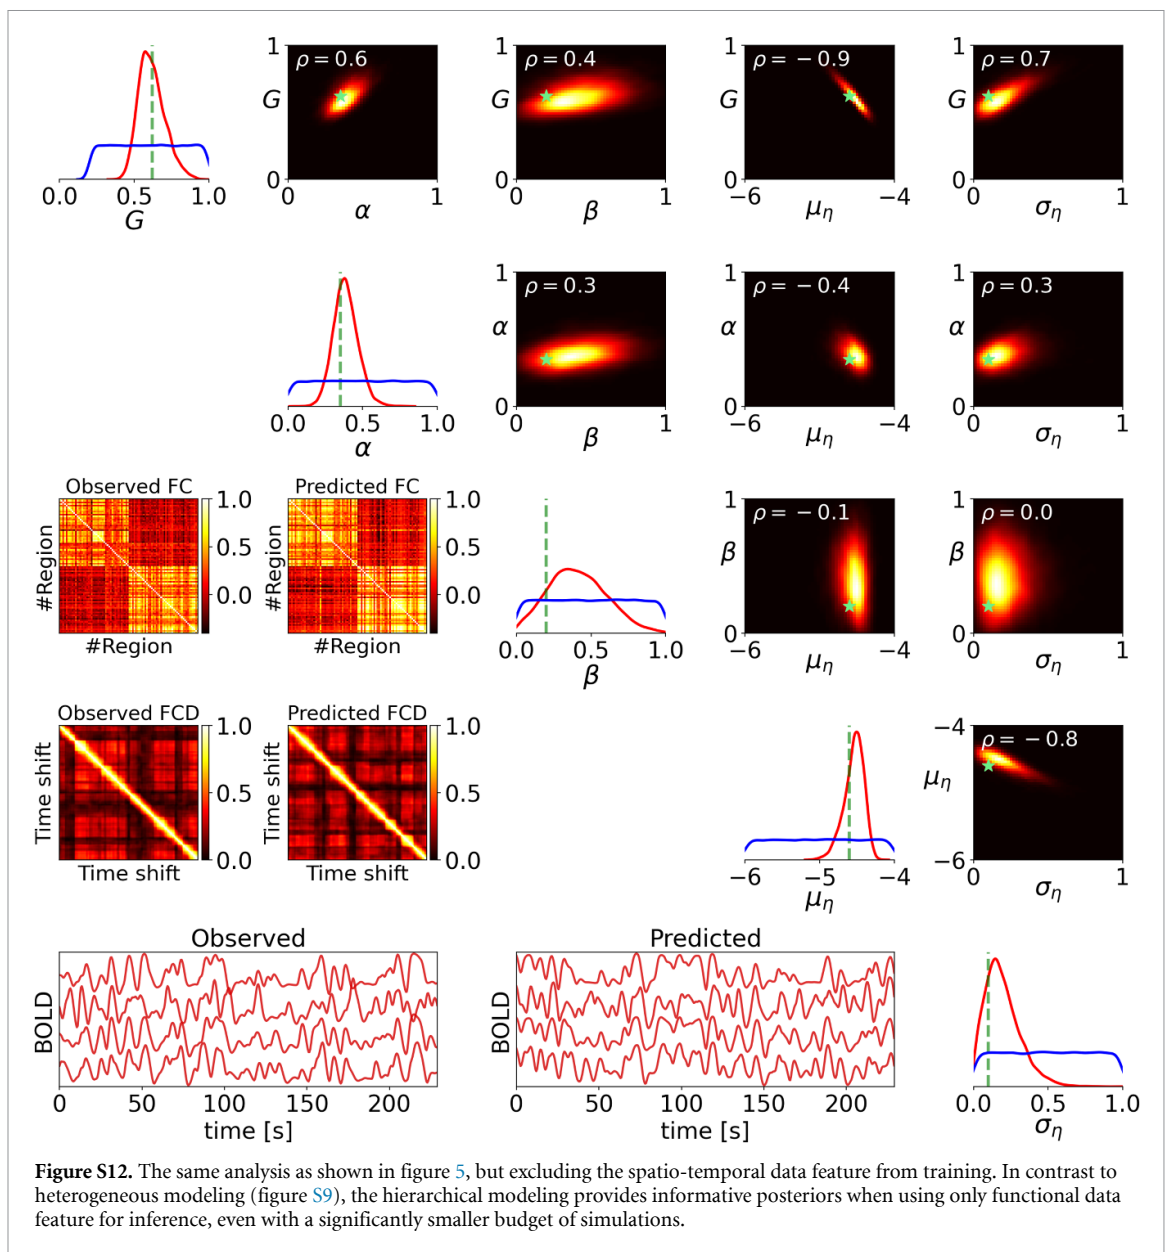 1 1 1 1
ρ = 0.6 ρ = 0.4 ρ = − 0.9 ρ = 0.7
G G G G
0 0 0 0
0.0 0.5 1.0 0 1 0 1 −6 −4 0 1
G α β μη ση
1 1 1
ρ = 0.3 ρ = − 0.4 ρ = 0.3
α α α
0 0 0
0.0 0.5 1.0 0 1 −6 −4 0 1
α β μη ση
Observed FC Predicted FC
1.0 1.0 1 1
ρ = − 0.1 ρ = 0.0
#Region 0.5 #Region 0.5 β β
0.0 0.0
0 0
#Region #Region
0.0 0.5 1.0 −6 −4 0 1
β μη ση
Observed FCD Predicted FCD
1.0 1.0 −4
ρ = − 0.8
Time shift 0.5 Time shift 0.5 μη
0.0 0.0 −6
Time shift Time shift
−6 −5 −4 0 1
μη ση
Observed Predicted
BOLD BOLD
0 50 100 150 200 0 50 100 150 200 0.0 0.5 1.0
time [s] time [s] ση
Figure S12. The same analysis as shown in figure 5, but excluding the spatio-temporal data feature from training. In contrast to
heterogeneous modeling (figure S9), the hierarchical modeling provides informative posteriors when using only functional data
feature for inference, even with a significantly smaller budget of simulations.